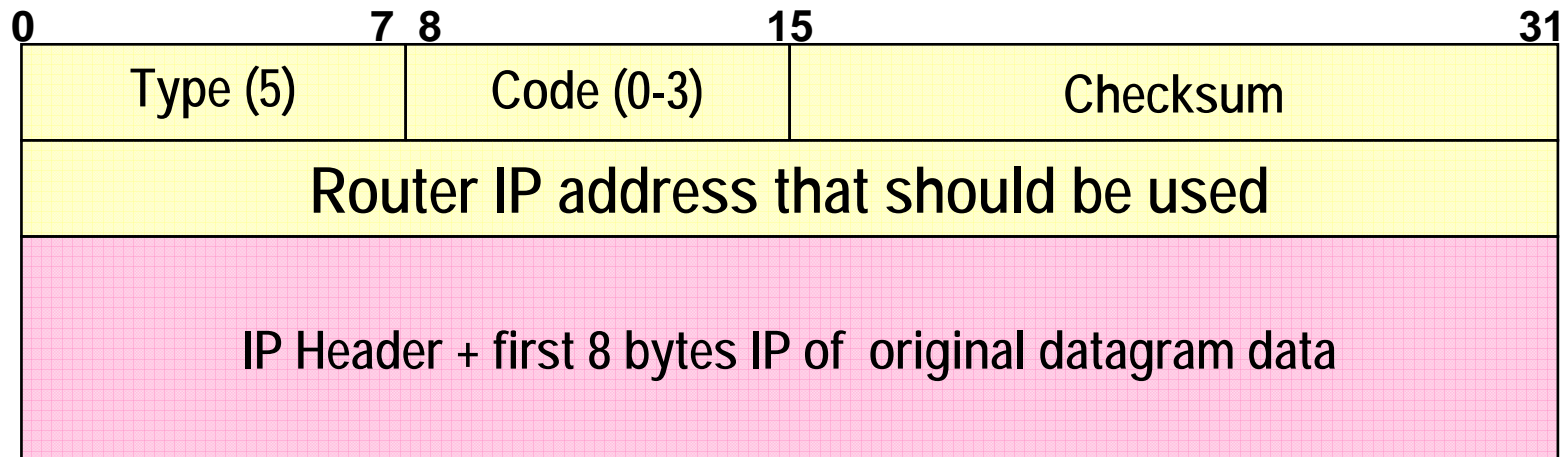 0 7 8 15 31
Type (5) Code (0-3) Checksum
Router IP address that should be used
IP Header + first 8 bytes IP of original datagram data